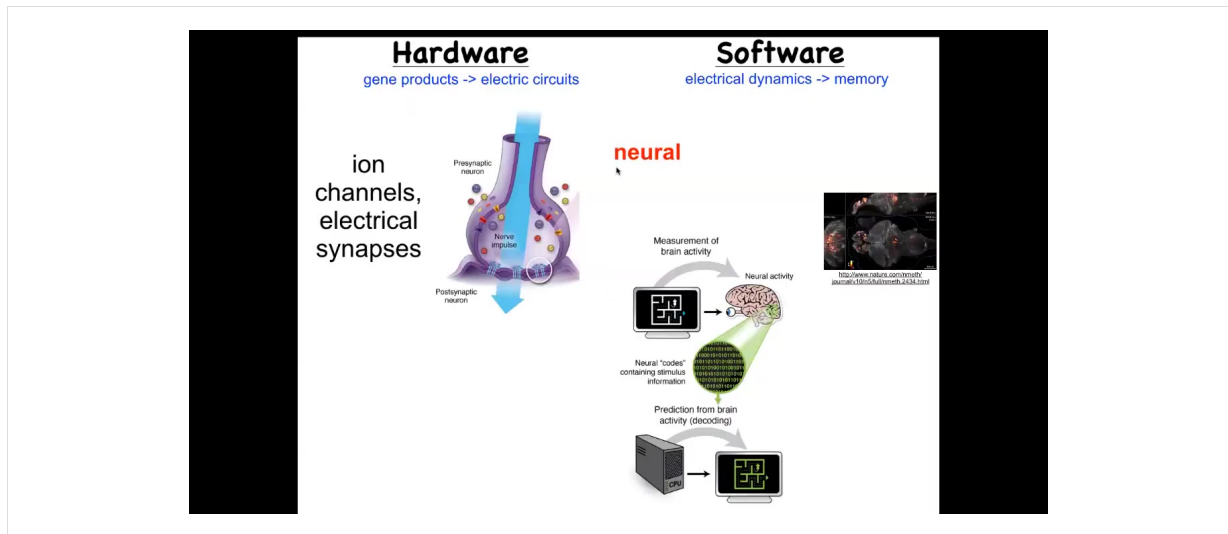 Hardware
gene products -> electric circuits
ion
channels,
electrical
synapses
Presynaptic
neuron
Nerve
impulse
Postsynaptic
neuron
Software
electrical dynamics -> memory
neural
Measurement of
brain activity
Neural activity
Neural "codes"
containing stimulus
information
Prediction from brain
activity (decoding)
CPU
http://www.nature.com/nmeth/
journal/v10/n5/full/nmeth.2434.html